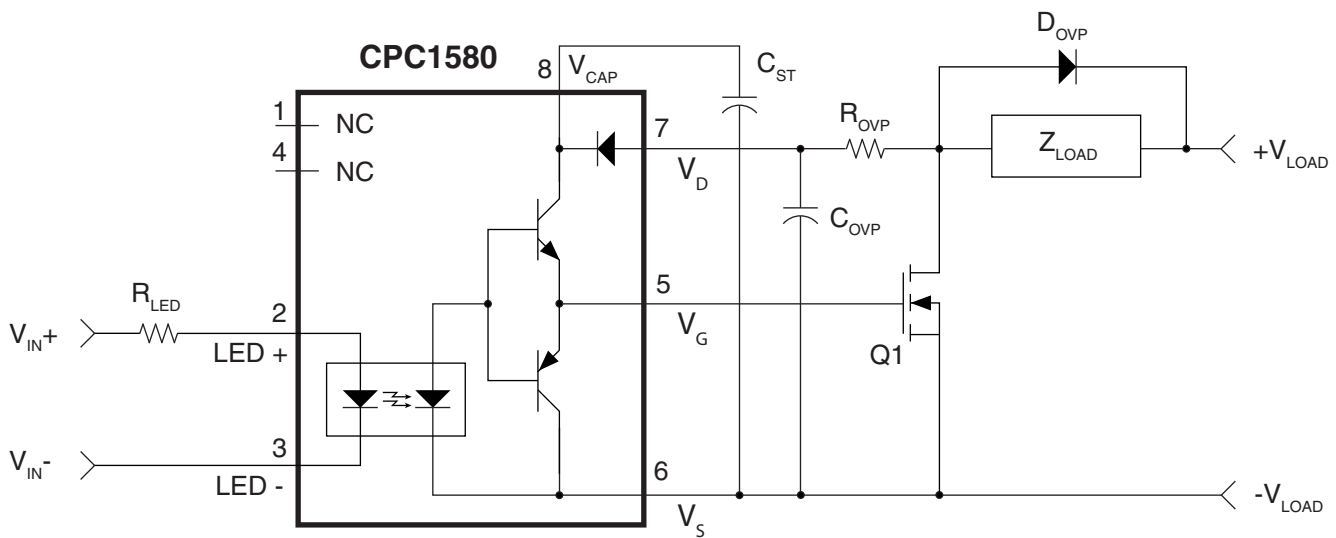 CPC1580
D_OVP
8 V_CAP
C_ST
1 NC
R_OVP
7
4 NC
V_D
Z_LOAD
+V_LOAD
C_OVP
R_LED
5
2
V_IN+
V_G
LED +
Q1
3
6
V_IN-
LED -
V_S
-V_LOAD